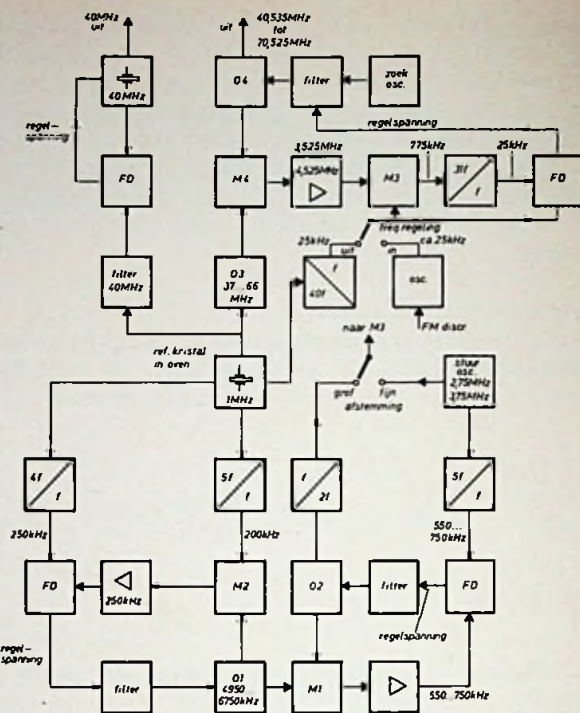 40MHz
uit
40,535MHz
tot
70,525MHz
40MHz
O4
filter
zoek
osc.
regel-
spanning
regelspanning
3,525MHz
775kHz
25kHz
FD
M4
4,525MHz
M3
31f
f
FD
freq.regeling
25kHz
uit
in
ca.25kHz
filter
40MHz
O3
37...66
MHz
f
40f
osc.
ref. kristal
in oven
naar M3
FM discr
1MHz
grof
fijn
afstemming
stuur
osc.
2,75MHz
3,75MHz
4f
f
5f
f
f
2f
5f
f
250kHz
200kHz
550...
750kHz
FD
250kHz
M2
O2
filter
FD
regel-
spanning
regelspanning
filter
O1
4950
6750kHz
M1
550...750kHz